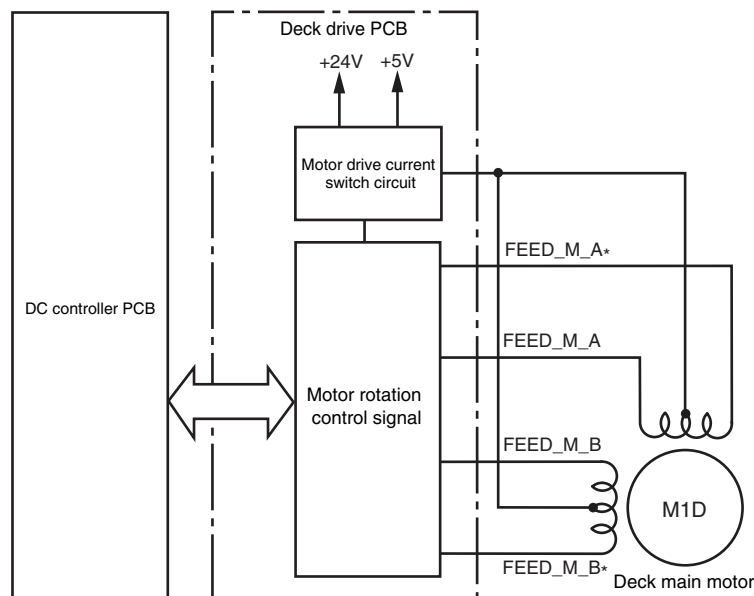 Deck drive PCB
+24V
+5V
Motor drive current
switch circuit
FEED_M_A*
DC controller PCB
FEED_M_A
Motor rotation
control signal
FEED_M_B
M1D
FEED_M_B*
Deck main motor